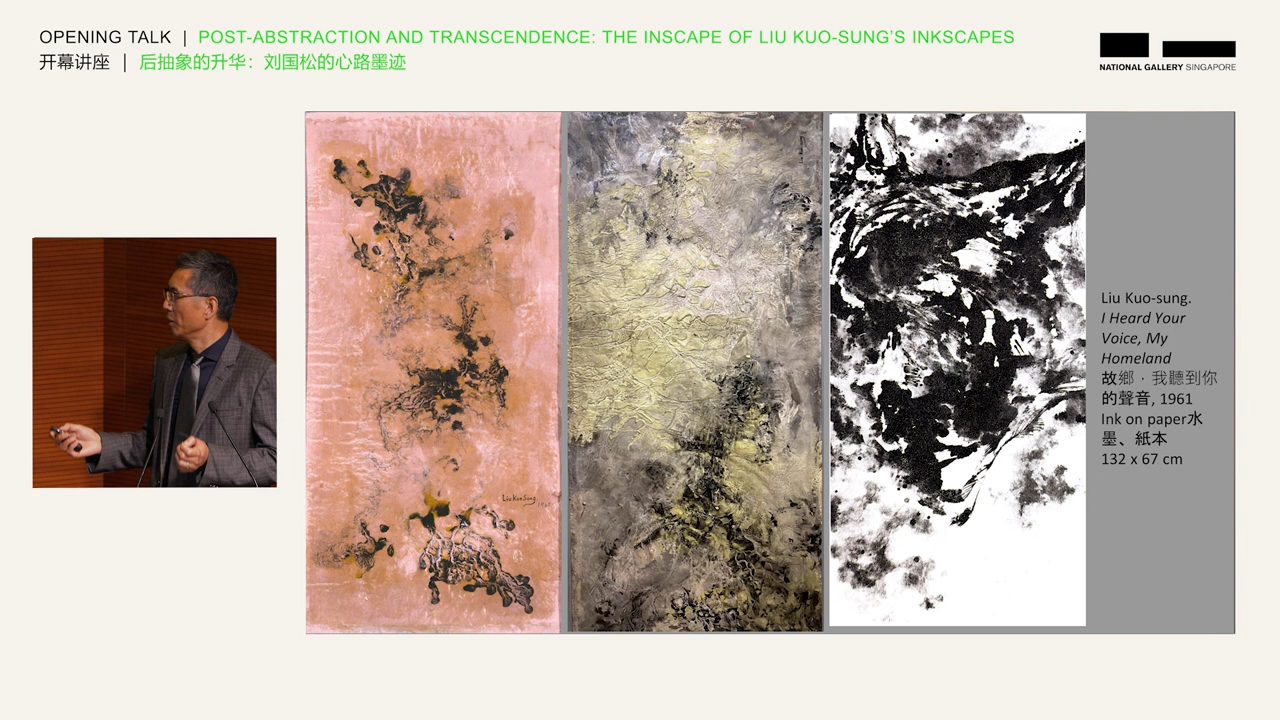 OPENING TALK | POST-ABSTRACTION AND TRANSCENDENCE: THE INSCAPE OF LIU KUO-SUNG'S INKSCAPES
开幕讲座 | 后抽象的升华：刘国松的心路墨迹
NATIONAL GALLERY SINGAPORE
Liu Kuo-sung.
I Heard Your
Voice, My
Homeland
故鄉．我聽到你
的聲音, 1961
Ink on paper水
墨、紙本
132 x 67 cm
Liu Kuo Sung